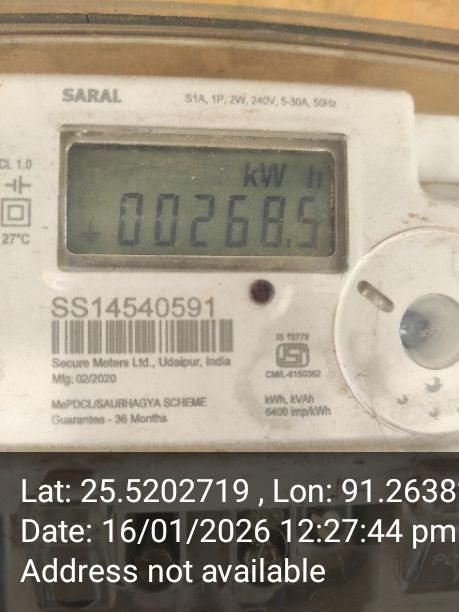 SARAL
S1A, 1P, 2W, 240V, 5-30A, 50Hz
CL 1.0
kW h
00268.5
27°C
SS14540591
Secure Meters Ltd., Udaipur, India
Mfg: 02/2020
IS 13779
CM/L-8150362
MePDCL/SAUBHAGYA SCHEME
Guarantee - 36 Months
kWh, kVAh
6400 imp/kWh
Lat: 25.5202719 , Lon: 91.2638
Date: 16/01/2026 12:27:44 pm
Address not available